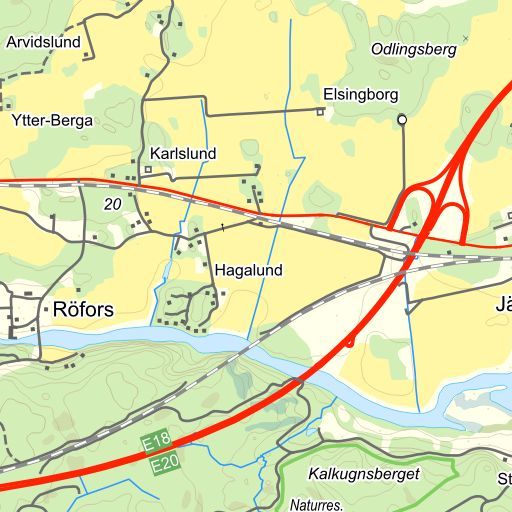 Arvidslund
Odlingsberg
Elsingborg
Ytter-Berga
Karlslund
20
Hagalund
Röfors
Jä
E18
E20
Kalkugnsberget
St
Naturres.